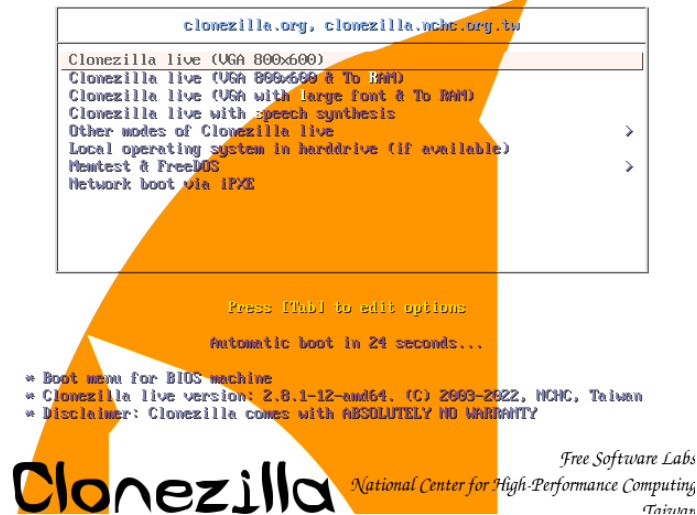 clonezilla.org, clonezilla.nchc.org.tw
Clonezilla live (VGA 800x600)
Clonezilla live (VGA 800x600 & To RAM)
Clonezilla live (VGA with large font & To RAM)
Clonezilla live with speech synthesis
Other modes of Clonezilla live >
Local operating system in harddrive (if available)
Memtest & FreeDOS >
Network boot via iPXE
Press [Tab] to edit options
Automatic boot in 24 seconds...
* Boot menu for BIOS machine
* Clonezilla live version: 2.8.1-12-amd64. (C) 2003-2022, NCHC, Taiwan
* Disclaimer: Clonezilla comes with ABSOLUTELY NO WARRANTY
Free Software Labs
Clonezilla National Center for High-Performance Computing
Taiwan